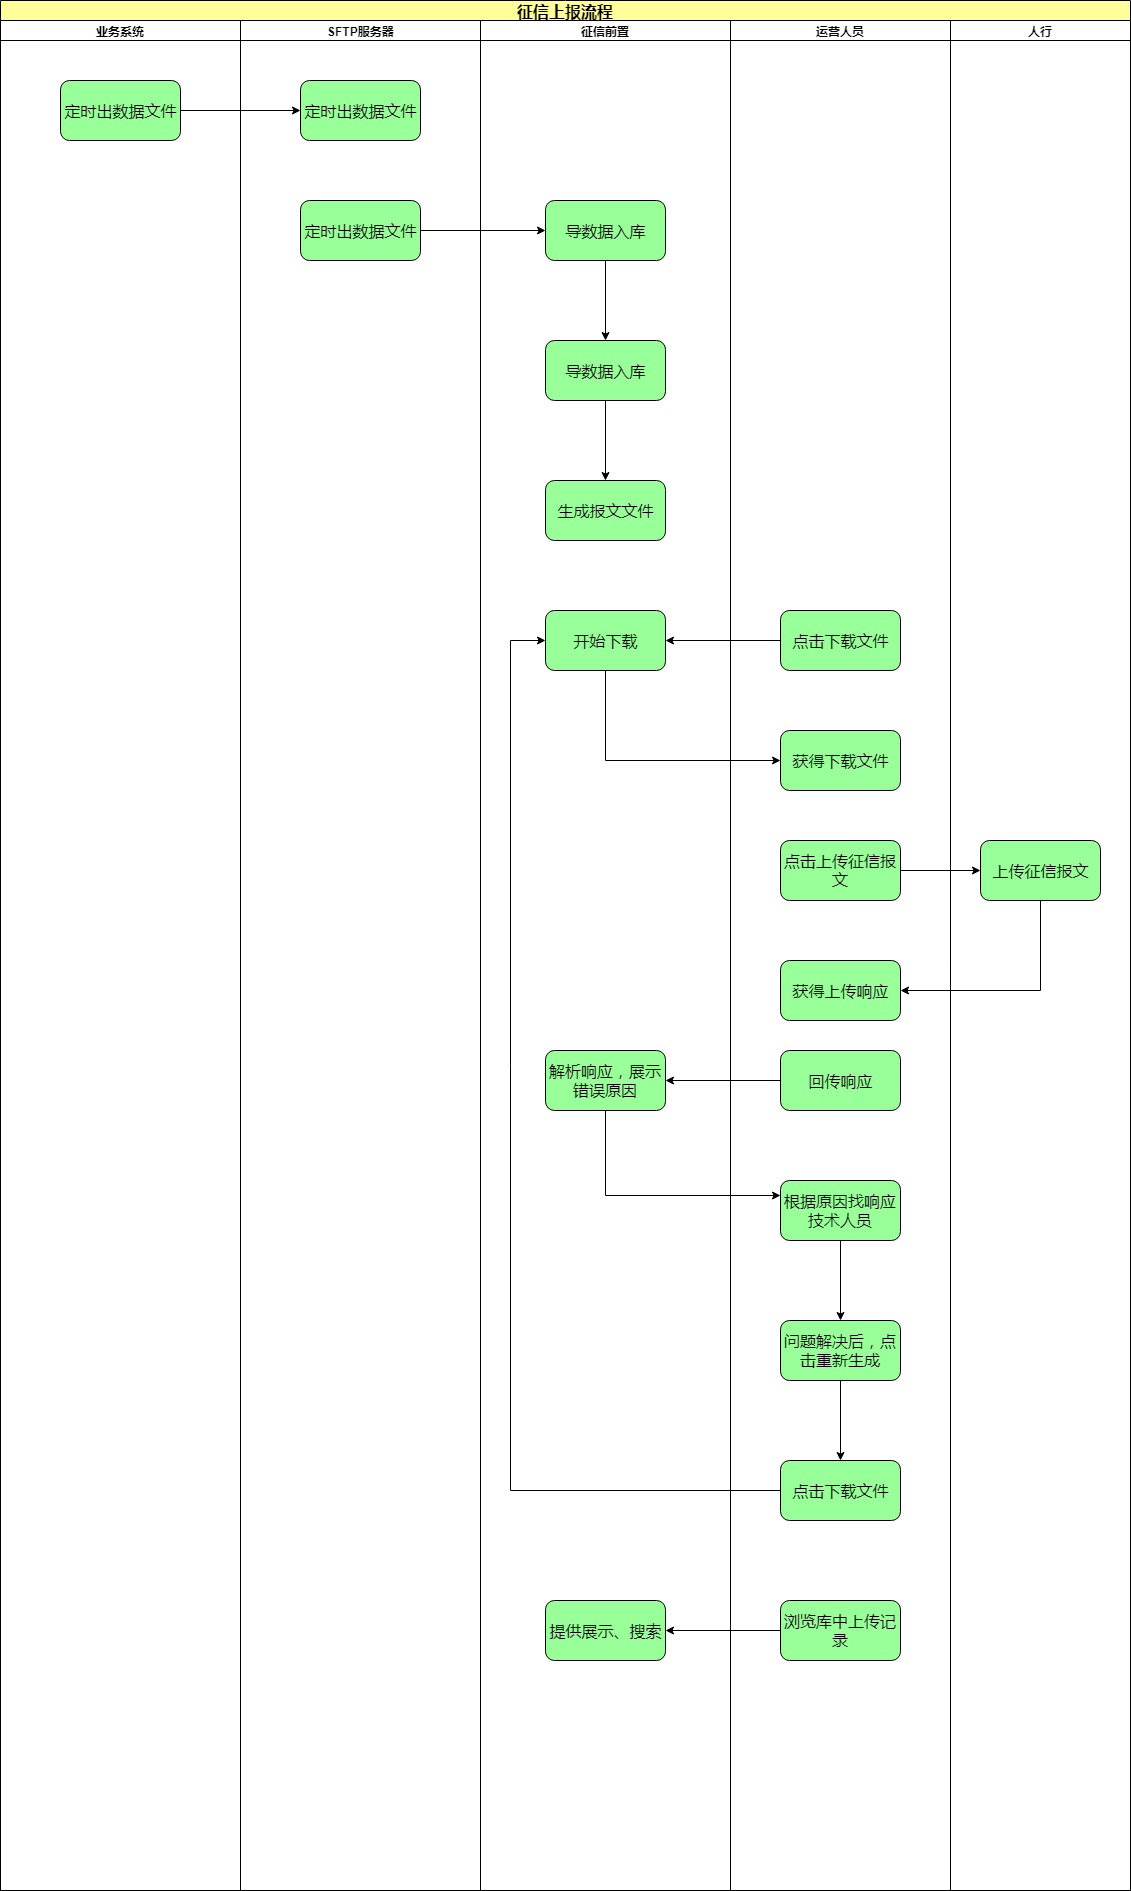 征信上报流程
业务系统
SFTP服务器
征信前置
运营人员
人行
定时出数据文件
定时出数据文件
定时出数据文件
导数据入库
导数据入库
生成报文文件
开始下载
点击下载文件
获得下载文件
点击上传征信报
文
上传征信报文
获得上传响应
解析响应，展示
错误原因
回传响应
根据原因找响应
技术人员
问题解决后，点
击重新生成
点击下载文件
提供展示、搜索
浏览库中上传记
录